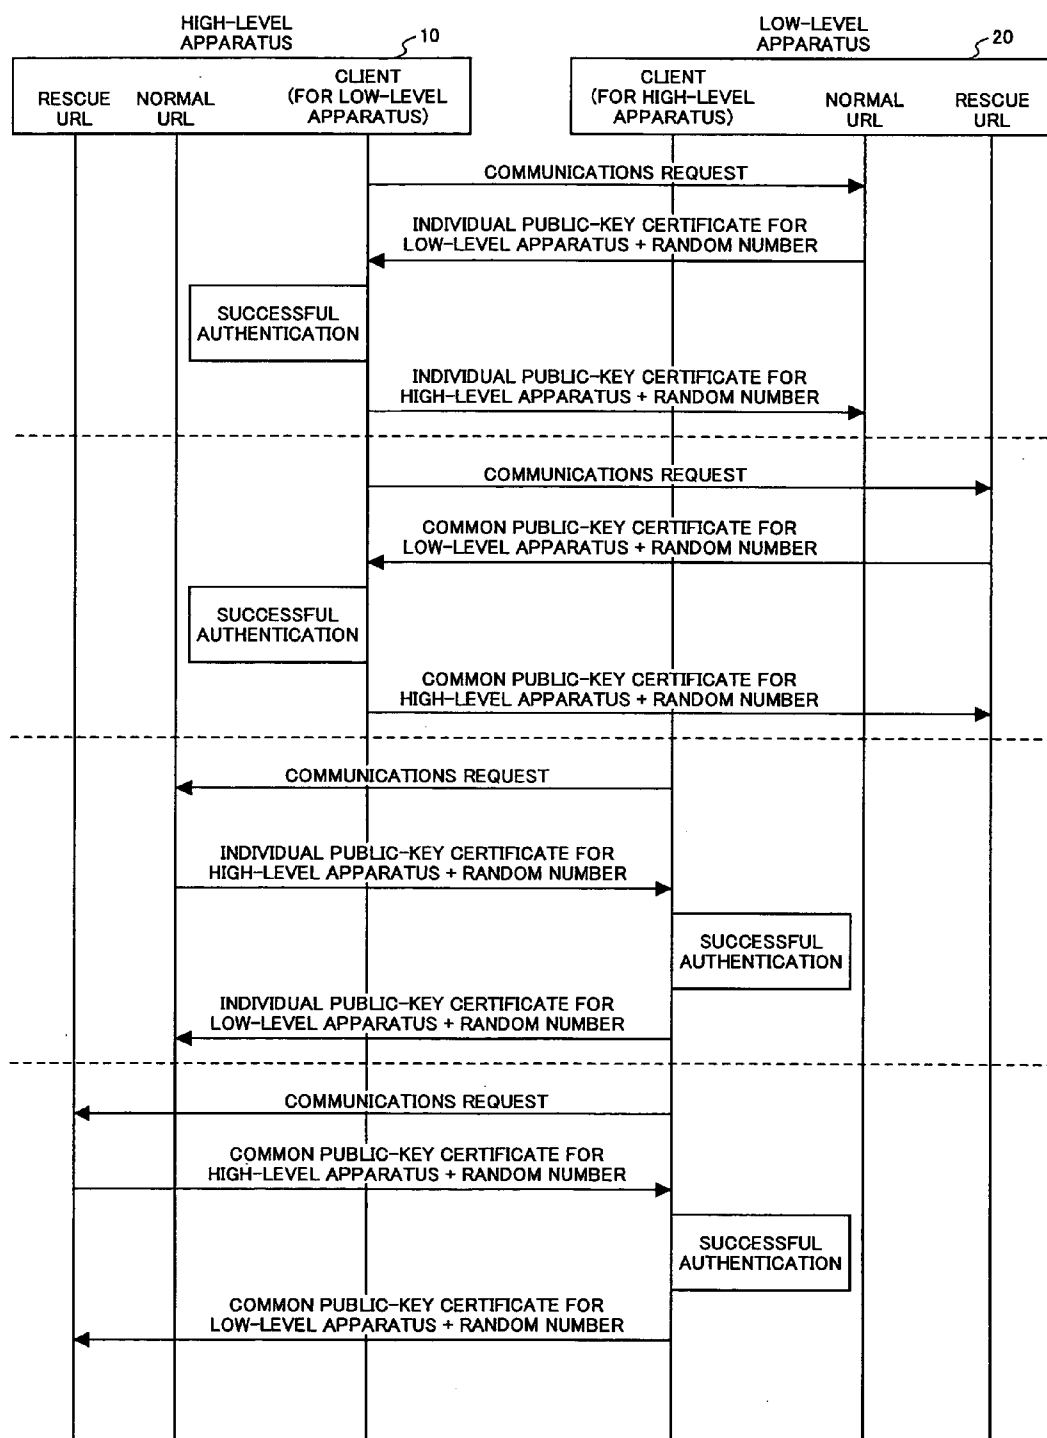 HIGH-LEVEL
APPARATUS
10
LOW-LEVEL
APPARATUS
20
RESCUE
URL
NORMAL
URL
CLIENT
(FOR LOW-LEVEL
APPARATUS)
CLIENT
(FOR HIGH-LEVEL
APPARATUS)
NORMAL
URL
RESCUE
URL
COMMUNICATIONS REQUEST
INDIVIDUAL PUBLIC-KEY CERTIFICATE FOR
LOW-LEVEL APPARATUS + RANDOM NUMBER
SUCCESSFUL
AUTHENTICATION
INDIVIDUAL PUBLIC-KEY CERTIFICATE FOR
HIGH-LEVEL APPARATUS + RANDOM NUMBER
COMMUNICATIONS REQUEST
COMMON PUBLIC-KEY CERTIFICATE FOR
LOW-LEVEL APPARATUS + RANDOM NUMBER
SUCCESSFUL
AUTHENTICATION
COMMON PUBLIC-KEY CERTIFICATE FOR
HIGH-LEVEL APPARATUS + RANDOM NUMBER
COMMUNICATIONS REQUEST
INDIVIDUAL PUBLIC-KEY CERTIFICATE FOR
HIGH-LEVEL APPARATUS + RANDOM NUMBER
SUCCESSFUL
AUTHENTICATION
INDIVIDUAL PUBLIC-KEY CERTIFICATE FOR
LOW-LEVEL APPARATUS + RANDOM NUMBER
COMMUNICATIONS REQUEST
COMMON PUBLIC-KEY CERTIFICATE FOR
HIGH-LEVEL APPARATUS + RANDOM NUMBER
SUCCESSFUL
AUTHENTICATION
COMMON PUBLIC-KEY CERTIFICATE FOR
LOW-LEVEL APPARATUS + RANDOM NUMBER